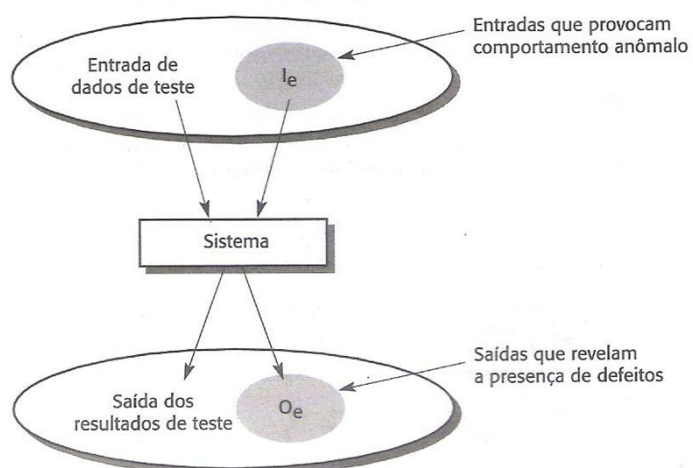 Entradas que provocam
comportamento anômalo
Entrada de
dados de teste
Ie
Sistema
Saídas que revelam
a presença de defeitos
Saída dos
resultados de teste
Oe